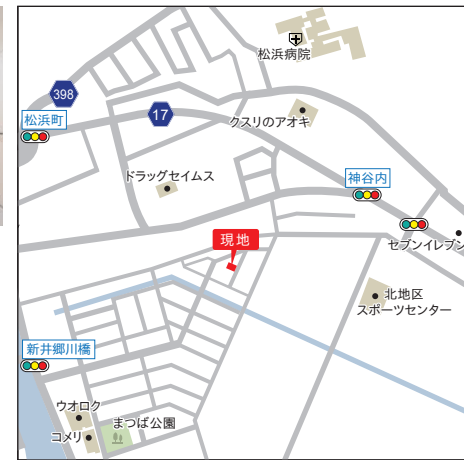 松浜病院
398
松浜町
17
クスリのアオキ
ドラッグセイムス
神谷内
セブンイレブン
現地
北地区
スポーツセンター
新井郷川橋
ウオロク
まつば公園
コメリ